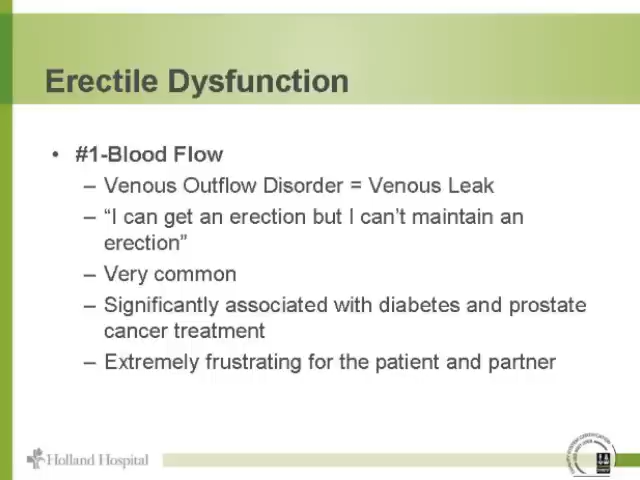 Erectile Dysfunction
• #1-Blood Flow
– Venous Outflow Disorder = Venous Leak
– “I can get an erection but I can’t maintain an
erection”
– Very common
– Significantly associated with diabetes and prostate
cancer treatment
– Extremely frustrating for the patient and partner
Holland Hospital